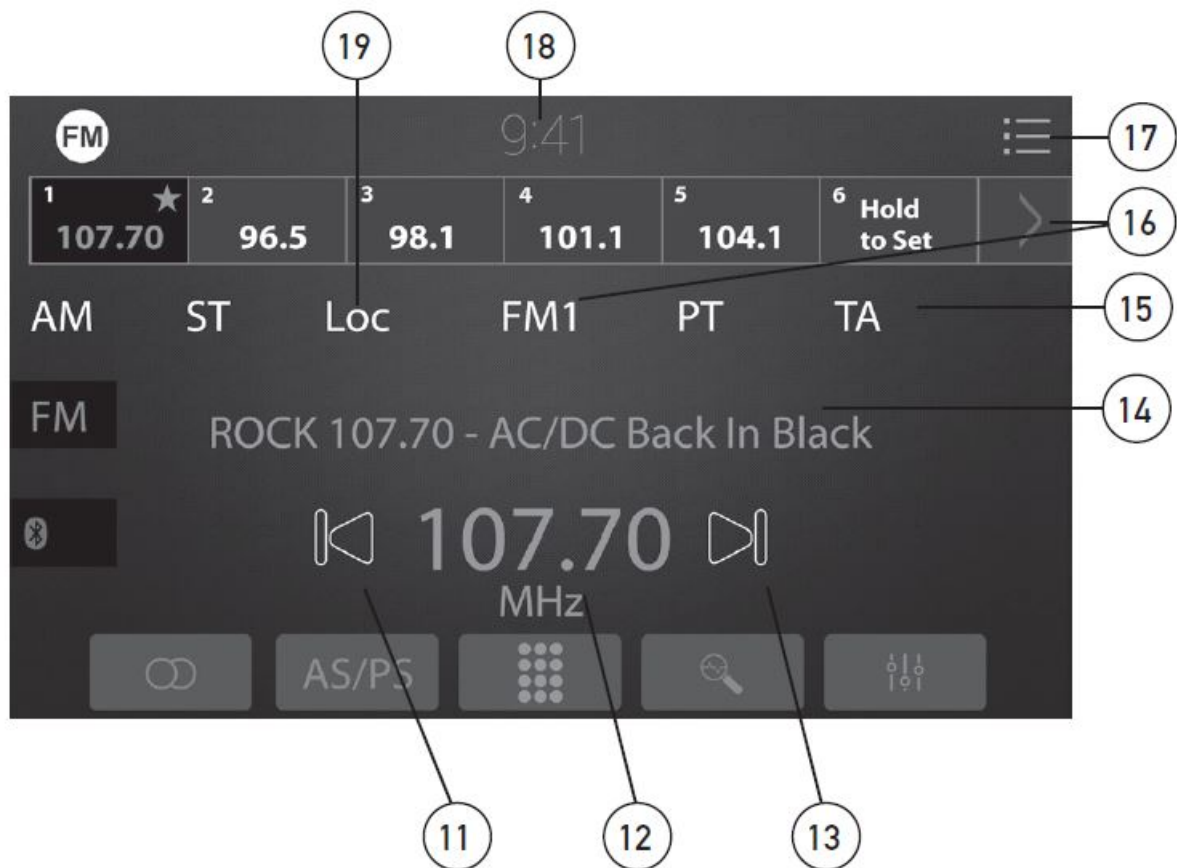 19 18
FM 9:41 17
1 2 3 4 5 6 Hold
107.70 96.5 98.1 101.1 104.1 to Set 16
AM ST Loc FM1 PT TA 15
FM 14
ROCK 107.70 - AC/DC Back In Black
107.70
MHz
AS/PS
11 12 13